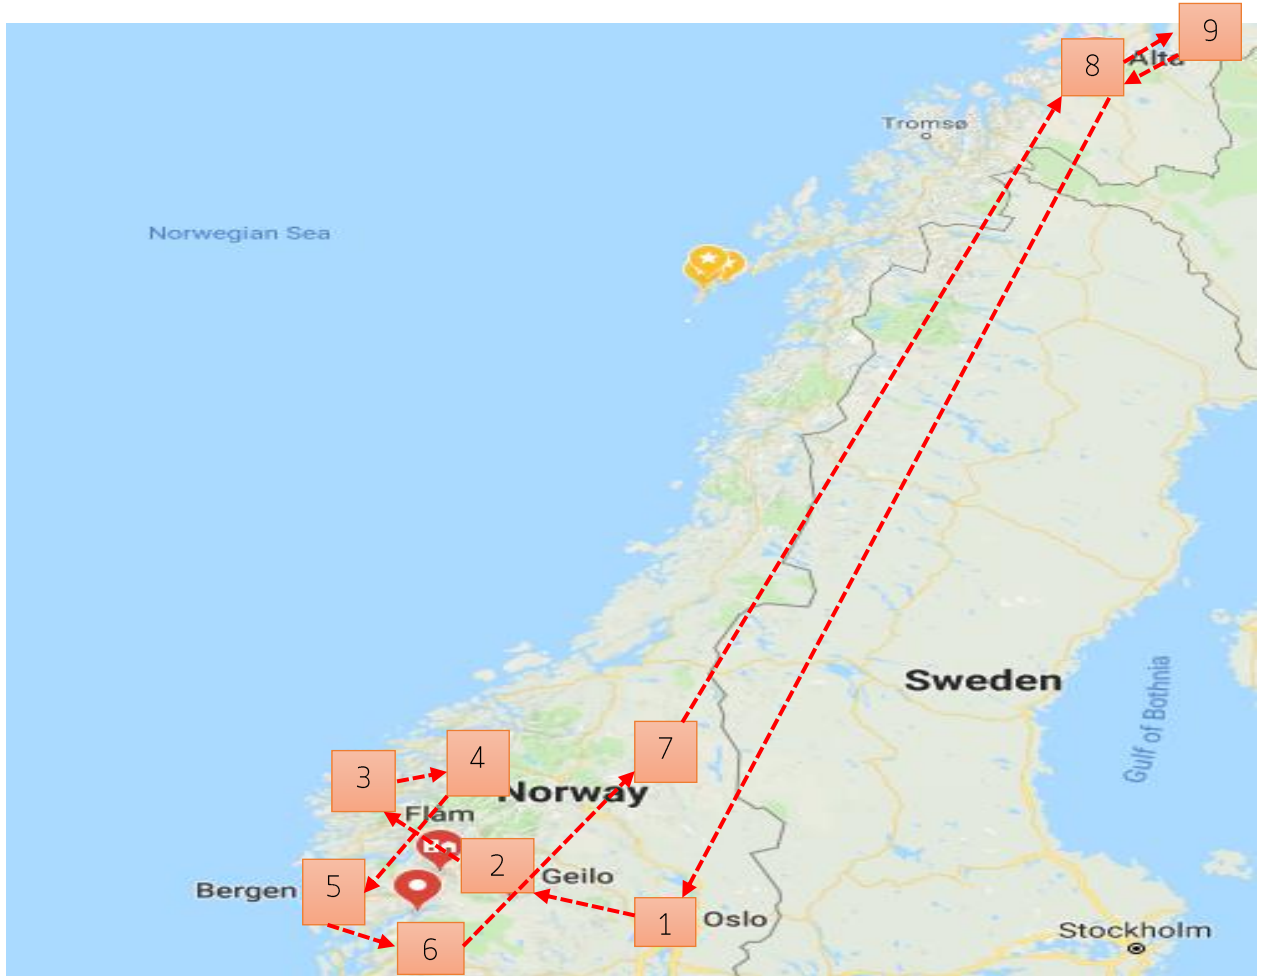 9
8
Alta
Tromsø
Norwegian Sea
Sweden
Gulf of Bothnia
7
4
3
Norway
Flåm
2
Geilo
5
Bergen
1
Oslo
6
Stockholm